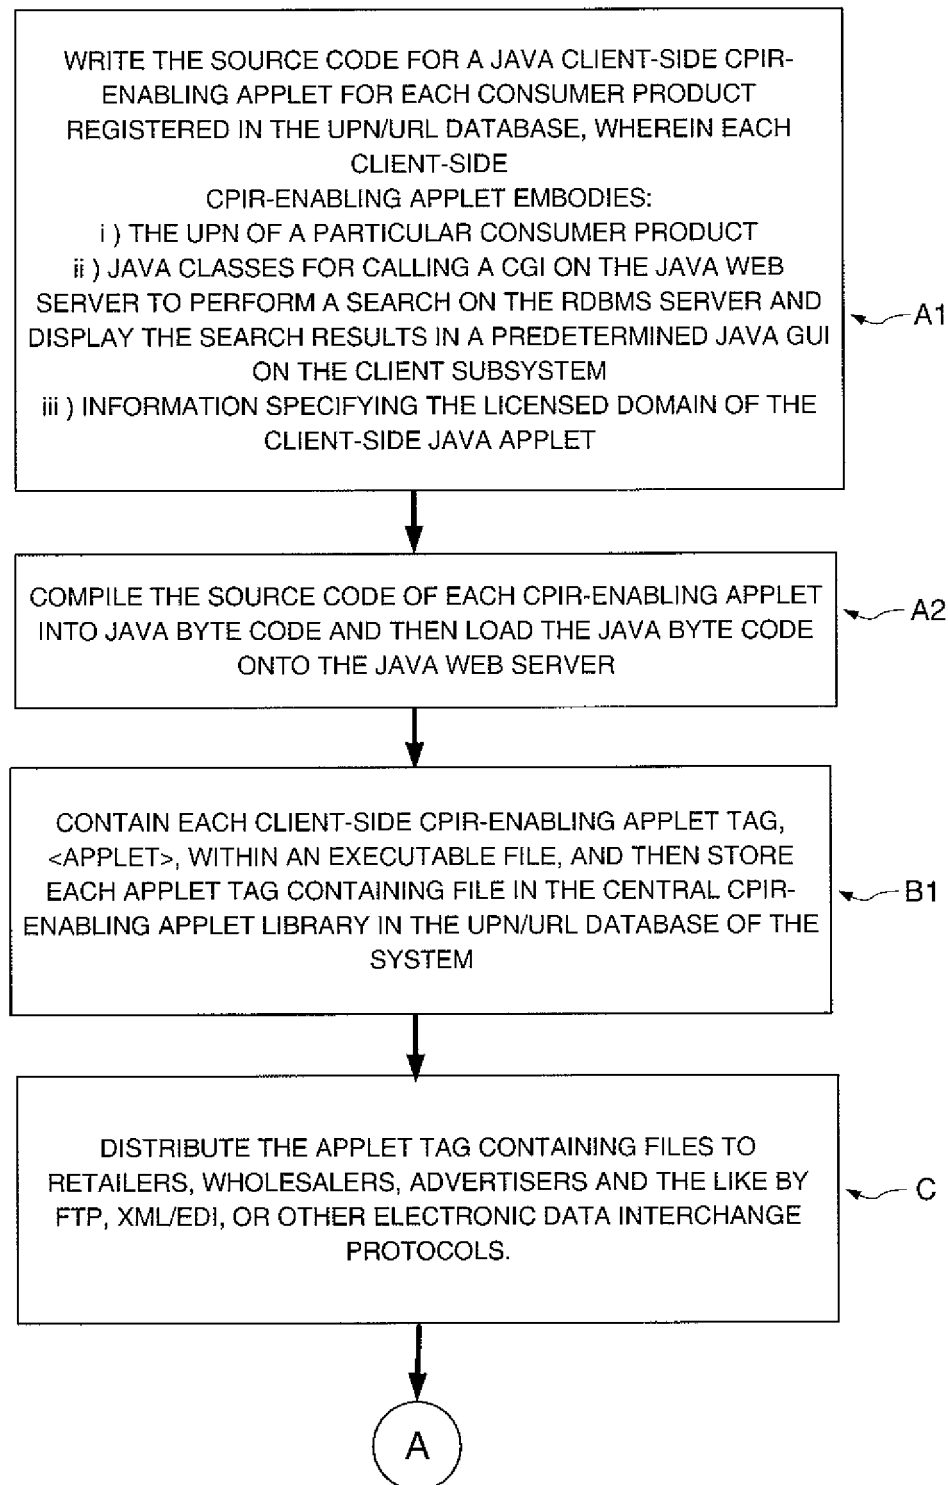 WRITE THE SOURCE CODE FOR A JAVA CLIENT-SIDE CPIR-
ENABLING APPLET FOR EACH CONSUMER PRODUCT
REGISTERED IN THE UPN/URL DATABASE, WHEREIN EACH
CLIENT-SIDE
CPIR-ENABLING APPLET EMBODIES:
i ) THE UPN OF A PARTICULAR CONSUMER PRODUCT
ii ) JAVA CLASSES FOR CALLING A CGI ON THE JAVA WEB
SERVER TO PERFORM A SEARCH ON THE RDBMS SERVER AND
DISPLAY THE SEARCH RESULTS IN A PREDETERMINED JAVA GUI
ON THE CLIENT SUBSYSTEM
iii ) INFORMATION SPECIFYING THE LICENSED DOMAIN OF THE
CLIENT-SIDE JAVA APPLET
A1
COMPILE THE SOURCE CODE OF EACH CPIR-ENABLING APPLET
INTO JAVA BYTE CODE AND THEN LOAD THE JAVA BYTE CODE
ONTO THE JAVA WEB SERVER
A2
CONTAIN EACH CLIENT-SIDE CPIR-ENABLING APPLET TAG,
<APPLET>, WITHIN AN EXECUTABLE FILE, AND THEN STORE
EACH APPLET TAG CONTAINING FILE IN THE CENTRAL CPIR-
ENABLING APPLET LIBRARY IN THE UPN/URL DATABASE OF THE
SYSTEM
B1
DISTRIBUTE THE APPLET TAG CONTAINING FILES TO
RETAILERS, WHOLESALERS, ADVERTISERS AND THE LIKE BY
FTP, XML/EDI, OR OTHER ELECTRONIC DATA INTERCHANGE
PROTOCOLS.
C
A